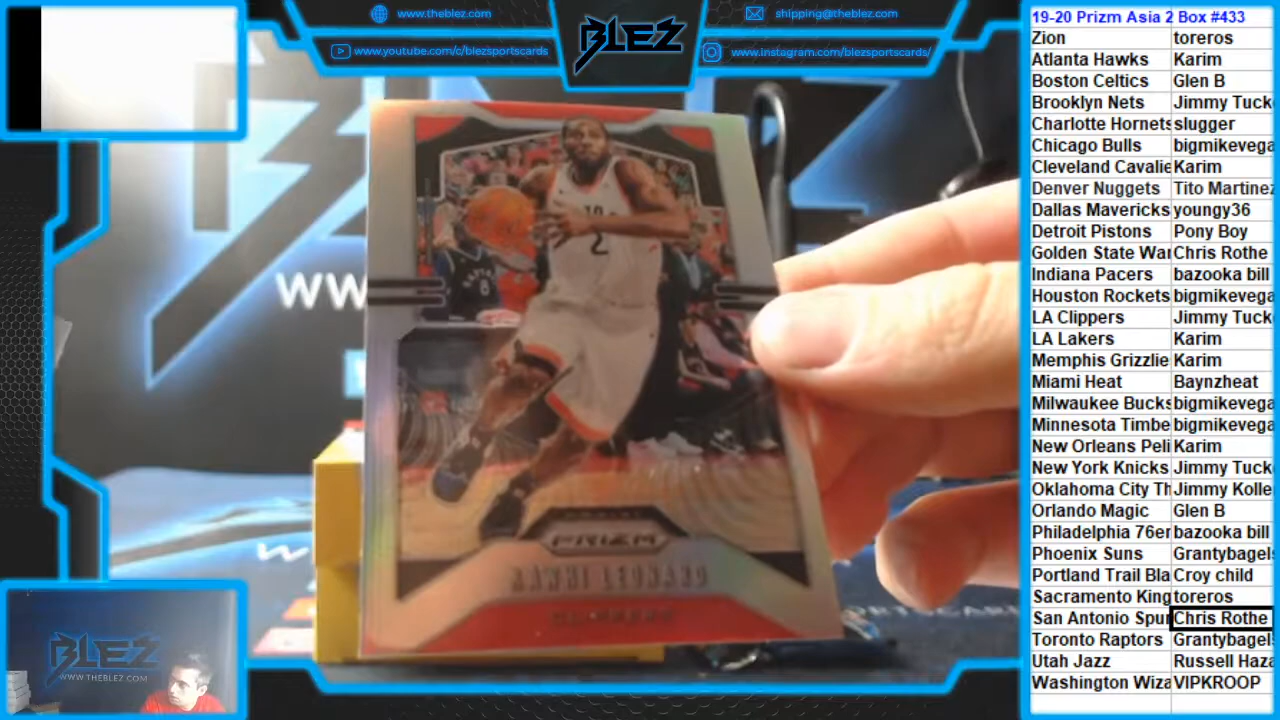 www.theblez.com
shipping@theblez.com
www.youtube.com/c/blezsportscards
www.instagram.com/blezsportscards/
BLEZ
19-20 Prizm Asia 2 Box #433
Zion toreros
Atlanta Hawks Karim
Boston Celtics Glen B
Brooklyn Nets Jimmy Tuck
Charlotte Hornets slugger
Chicago Bulls bigmikevega
Cleveland Cavalie Karim
Denver Nuggets Tito Martinez
Dallas Mavericks youngy36
Detroit Pistons Pony Boy
Golden State War Chris Rothe
Indiana Pacers bazooka bill
Houston Rockets bigmikevega
LA Clippers Jimmy Tuck
LA Lakers Karim
Memphis Grizzlie Karim
Miami Heat Baynzheat
Milwaukee Bucks bigmikevega
Minnesota Timbe bigmikevega
New Orleans Peli Karim
New York Knicks Jimmy Tuck
Oklahoma City Th Jimmy Kolle
Orlando Magic Glen B
Philadelphia 76er bazooka bill
Phoenix Suns Grantybagels
Portland Trail Bla Croy child
Sacramento King toreros
San Antonio Spur Chris Rothe
Toronto Raptors Grantybagels
Utah Jazz Russell Haza
Washington Wiza VIPKROOP
2
8
PRIZM
KAWHI LEONARD
CLIPPERS
BLEZ
WWW.THEBLEZ.COM